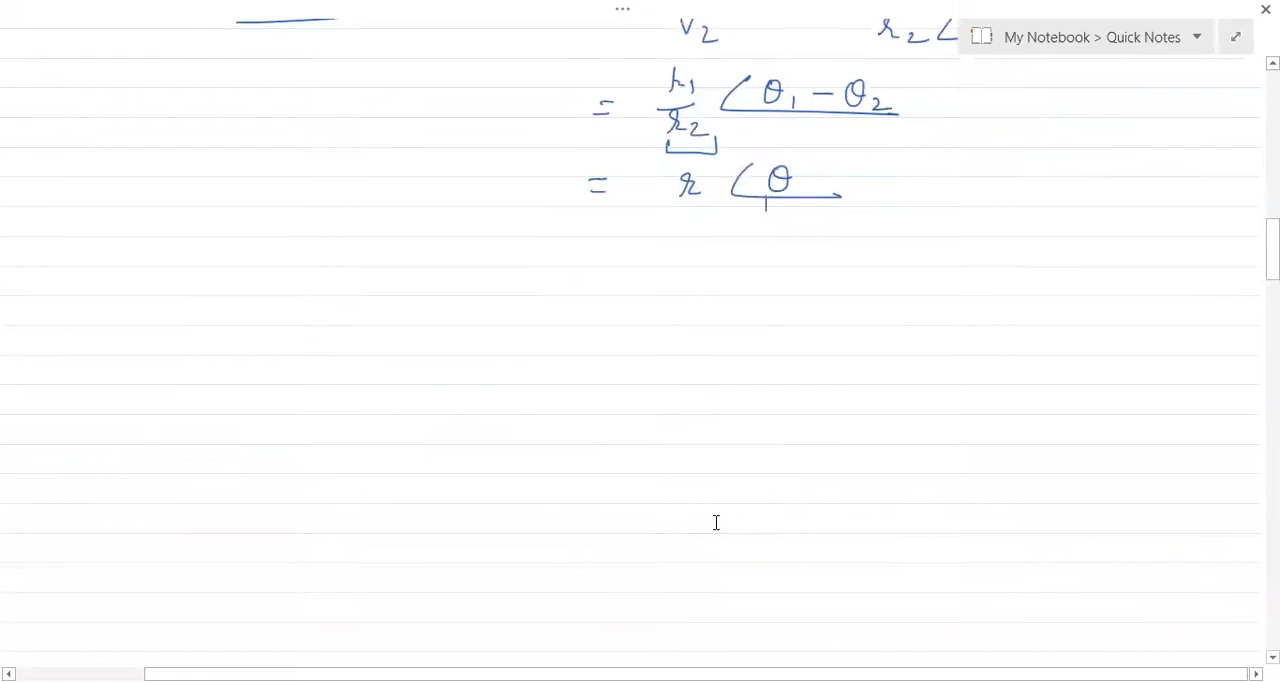 ...
V2 r2∠
My Notebook > Quick Notes
= r1/r2 ∠θ1 − θ2
= r ∠θ